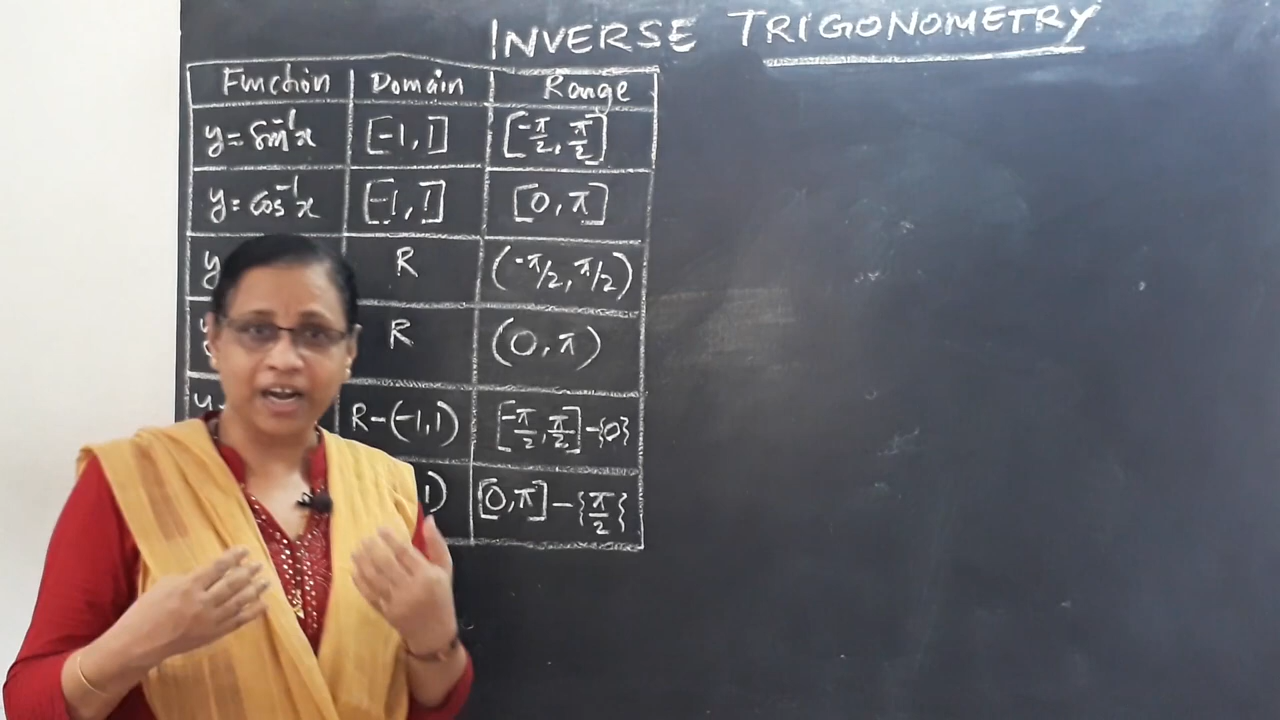 INVERSE TRIGONOMETRY
Function Domain Range
y = sin⁻¹x [-1, 1] [-π/2, π/2]
y = cos⁻¹x [-1, 1] [0, π]
y R (-π/2, π/2)
R (0, π)
y R-(-1,1) [-π/2, π/2]-{0}
1) [0, π]-{π/2}